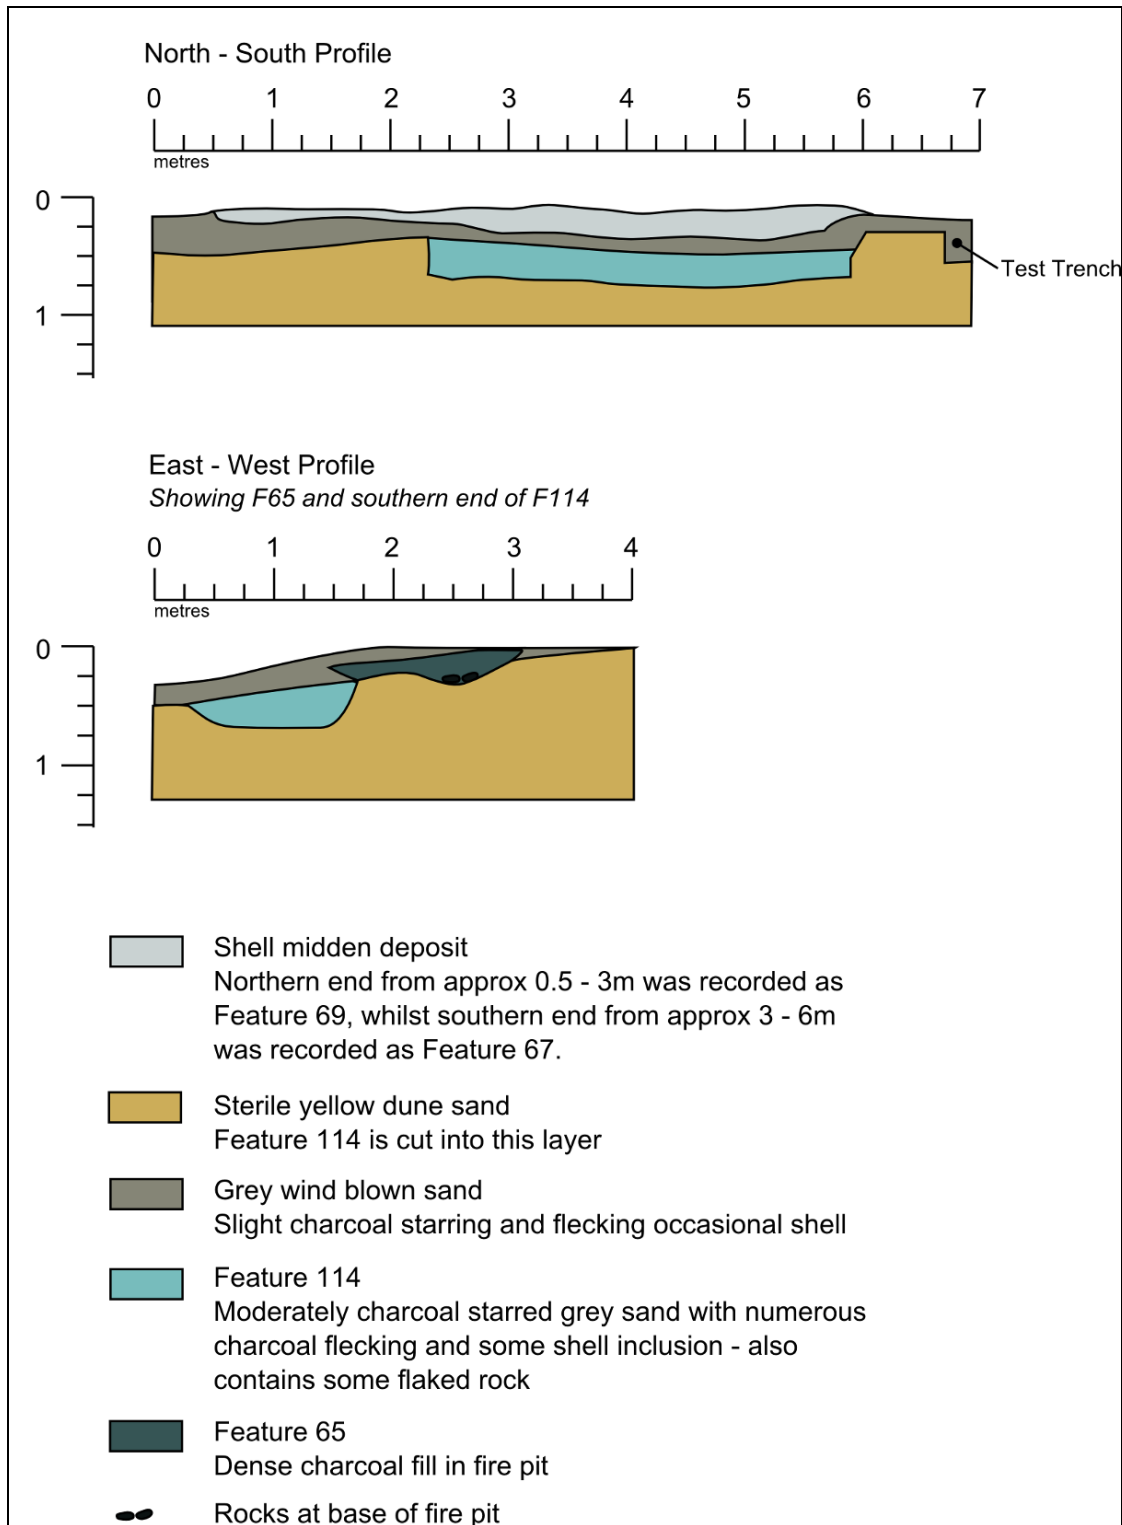 North - South Profile
0 1 2 3 4 5 6 7
metres
0
1
Test Trench
East - West Profile
Showing F65 and southern end of F114
0 1 2 3 4
metres
0
1
Shell midden deposit
Northern end from approx 0.5 - 3m was recorded as
Feature 69, whilst southern end from approx 3 - 6m
was recorded as Feature 67.
Sterile yellow dune sand
Feature 114 is cut into this layer
Grey wind blown sand
Slight charcoal starring and flecking occasional shell
Feature 114
Moderately charcoal starred grey sand with numerous
charcoal flecking and some shell inclusion - also
contains some flaked rock
Feature 65
Dense charcoal fill in fire pit
Rocks at base of fire pit